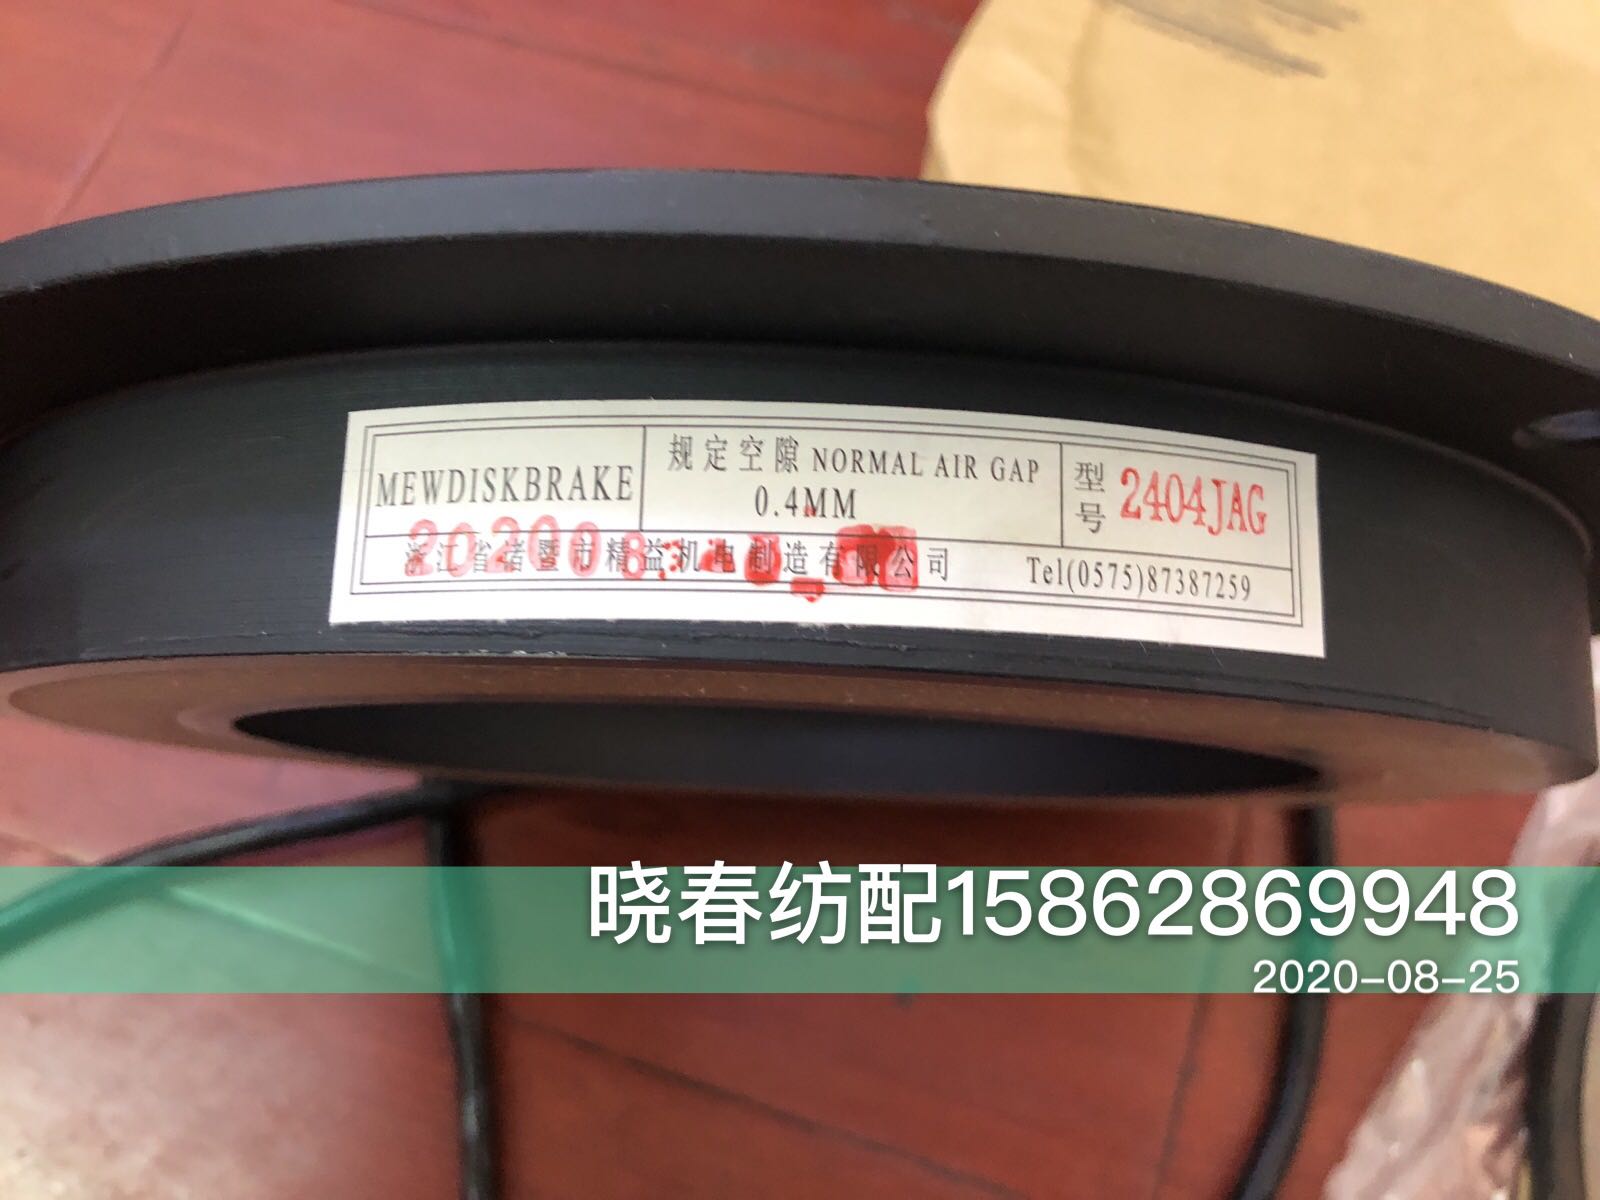 MEWDISKBRAKE
规定空隙 NORMAL AIR GAP
0.4MM
型号 2404JAG
浙江省诸暨市精益机电制造有限公司
Tel(0575)87387259
202008
晓春纺配15862869948
2020-08-25